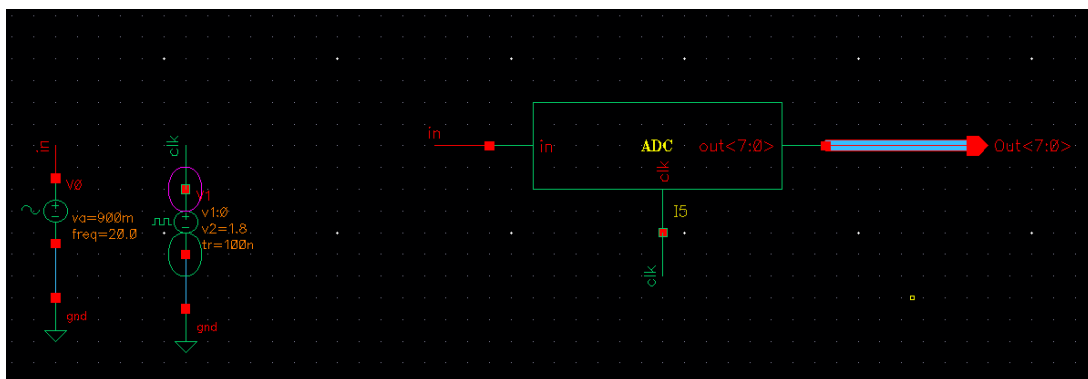 in
V0
va=900m
freq=20.0
gnd
clk
V1
v1:0
v2=1.8
tr=100n
gnd
in
in
ADC
out<7:0>
clk
I5
clk
Out<7:0>